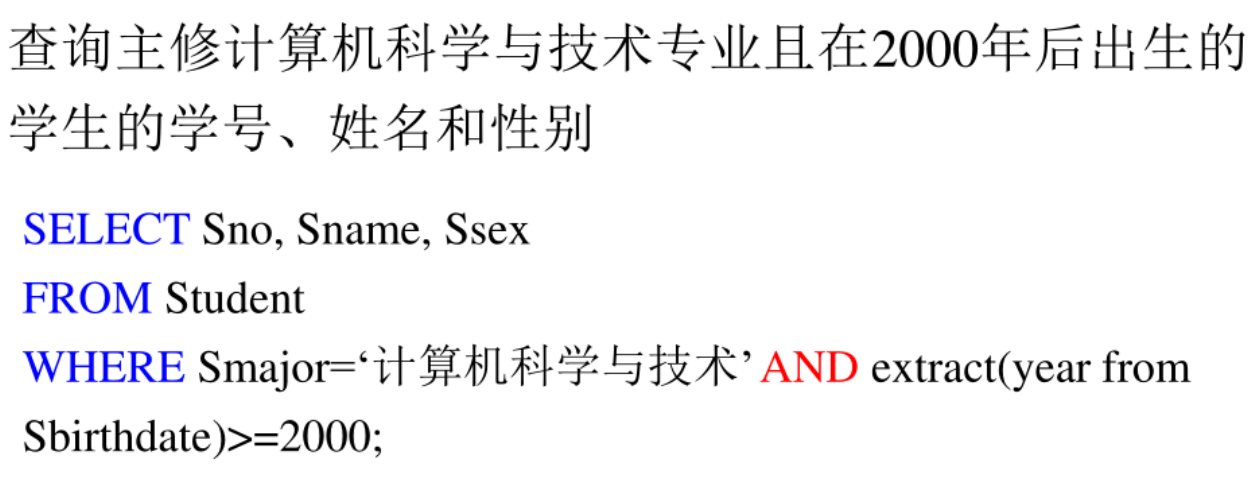 查询主修计算机科学与技术专业且在2000年后出生的
学生的学号、姓名和性别
SELECT Sno, Sname, Ssex
FROM Student
WHERE Smajor=‘计算机科学与技术’ AND extract(year from
Sbirthdate)>=2000;